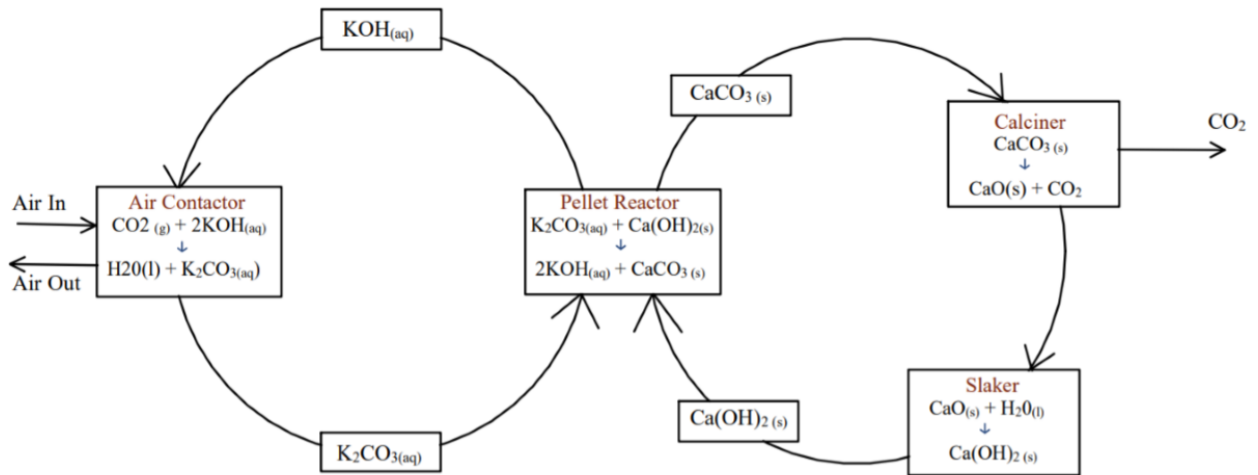 KOH(aq)
CaCO3 (s)
Calciner
CaCO3 (s)
↓
CaO(s) + CO2
CO2
Air In
Air Out
Air Contactor
CO2 (g) + 2KOH(aq)
↓
H20(l) + K2CO3(aq)
Pellet Reactor
K2CO3(aq) + Ca(OH)2(s)
↓
2KOH(aq) + CaCO3 (s)
Slaker
CaO(s) + H20(l)
↓
Ca(OH)2 (s)
Ca(OH)2 (s)
K2CO3(aq)